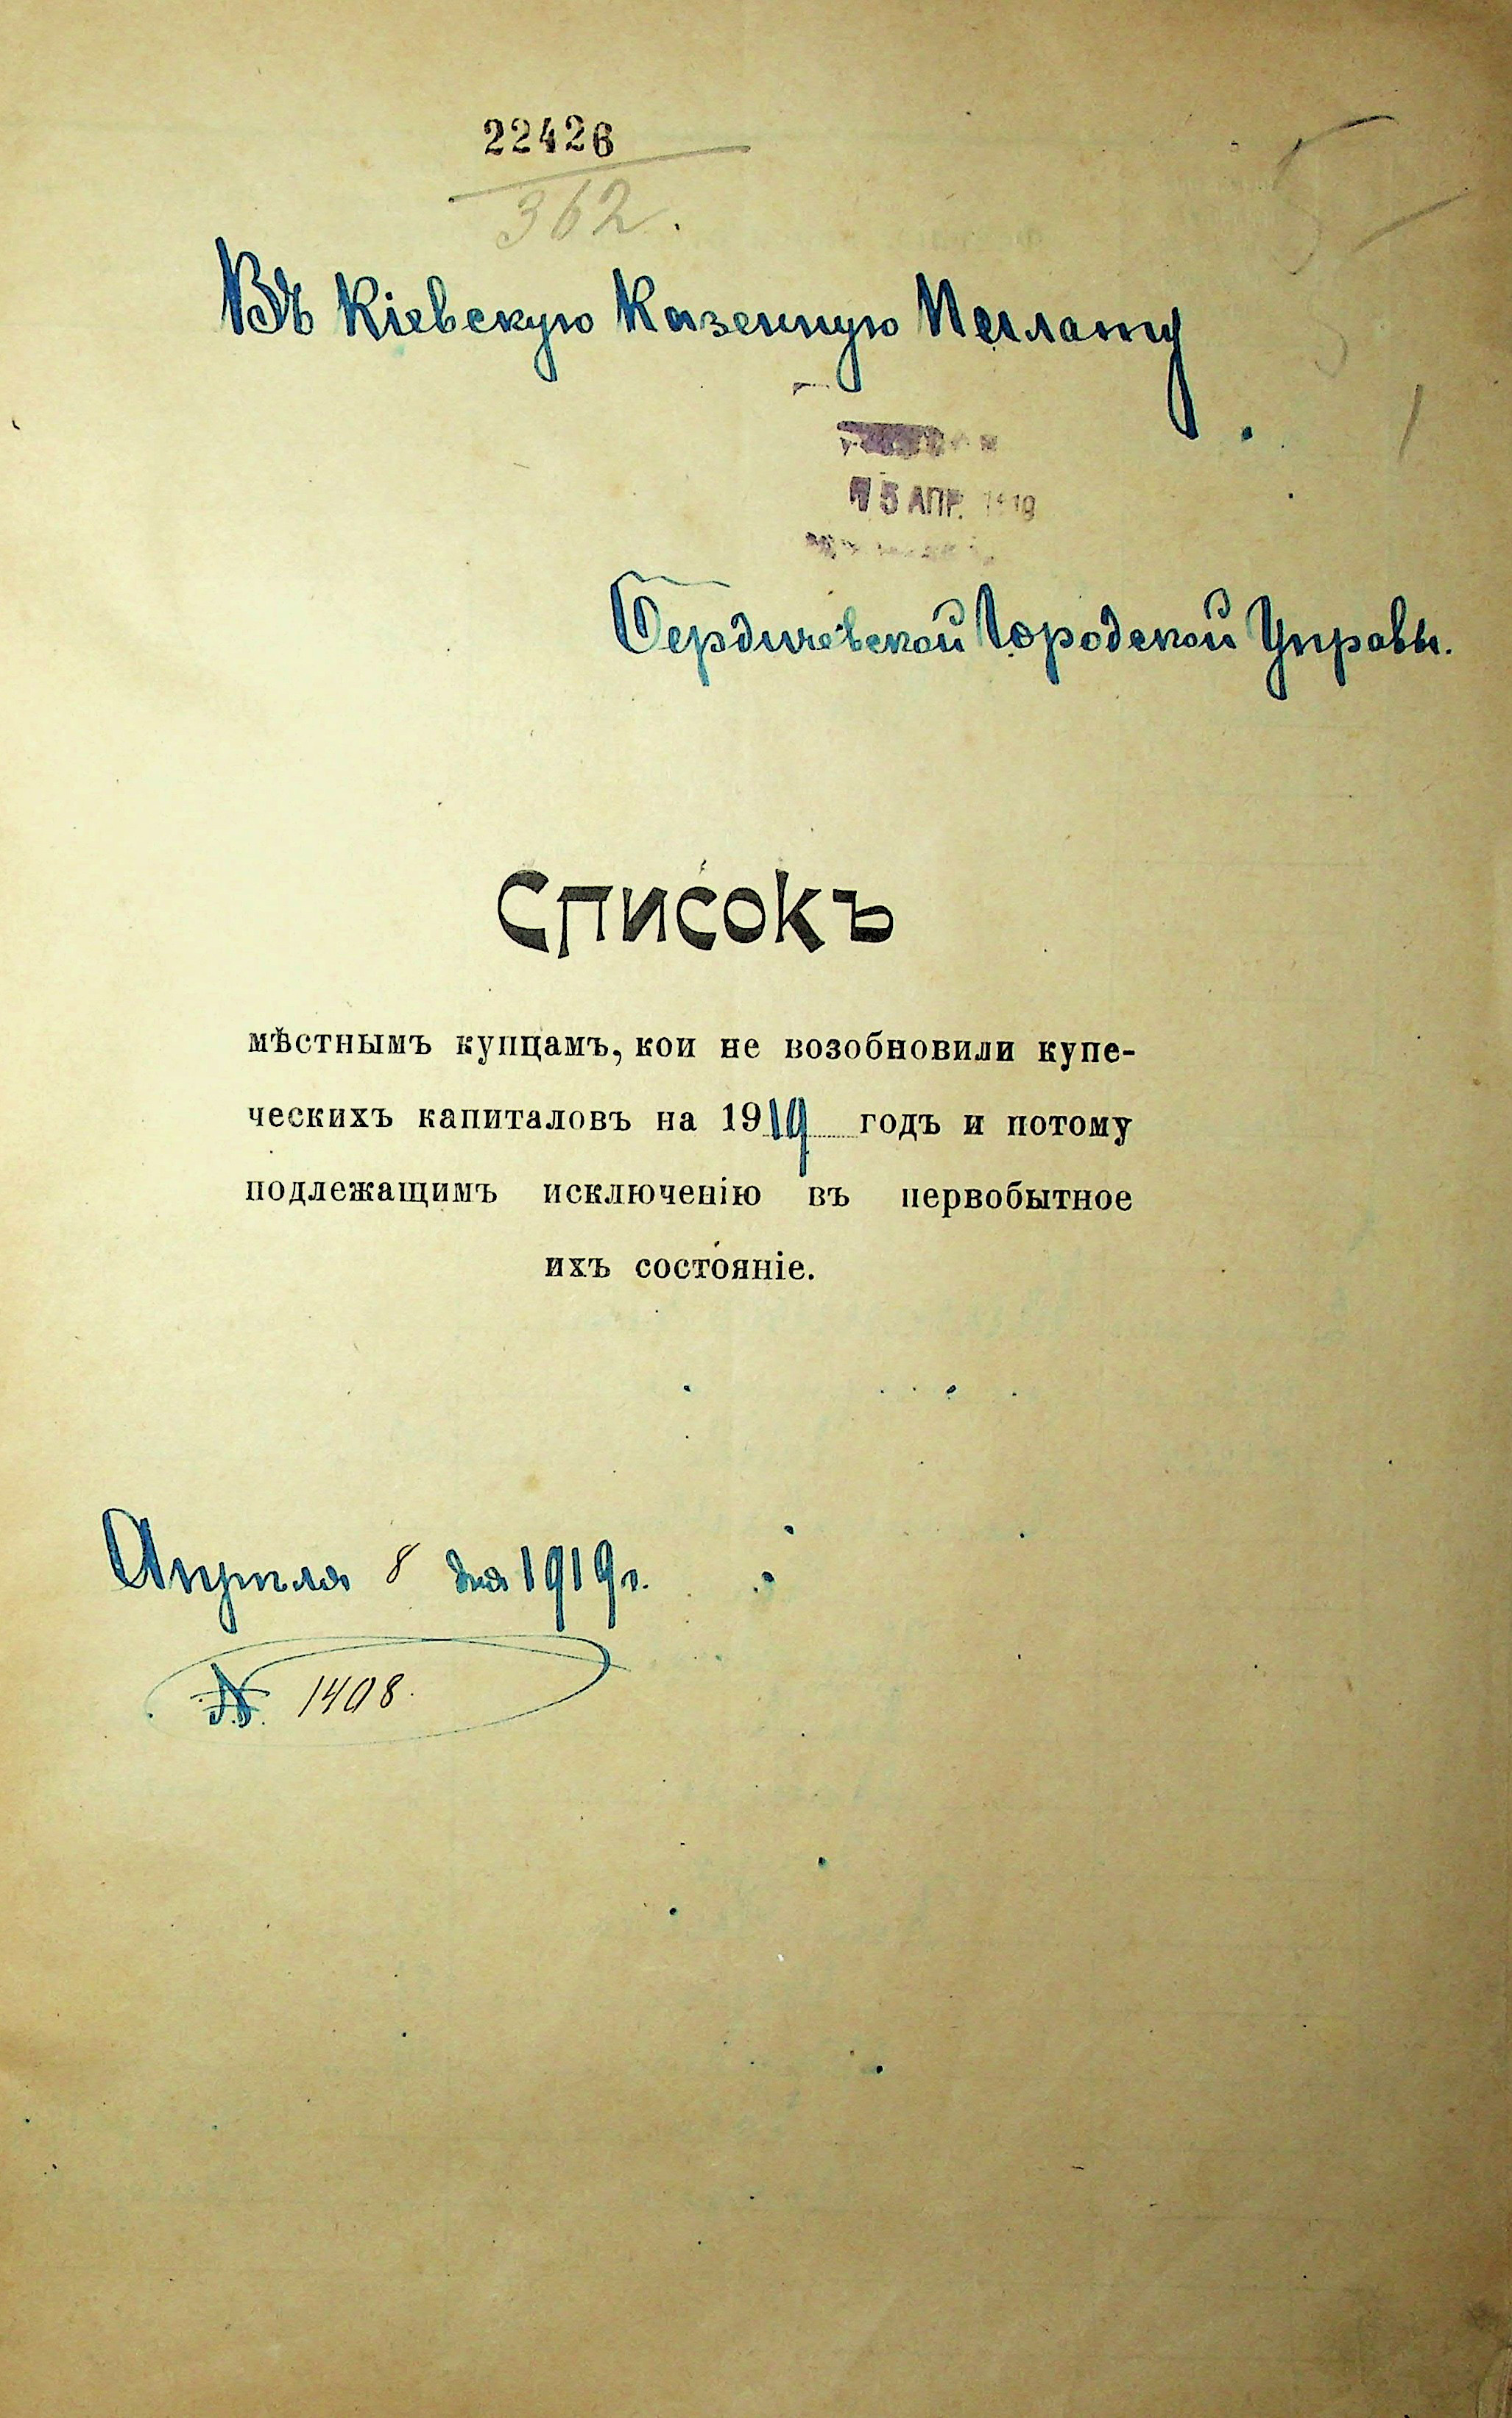 22426
362.
Въ Кіевскую Казенную Палату
15 АПР. 1919
Бердичевской Городской Управы.
Списокъ
мѣстнымъ купцамъ, кои не возобновили купе-
ческихъ капиталовъ на 1919 годъ и потому
подлежащимъ исключенію въ первобытное
ихъ состояніе.
Апрѣля 8 дня 1919 г.
№ 1408.